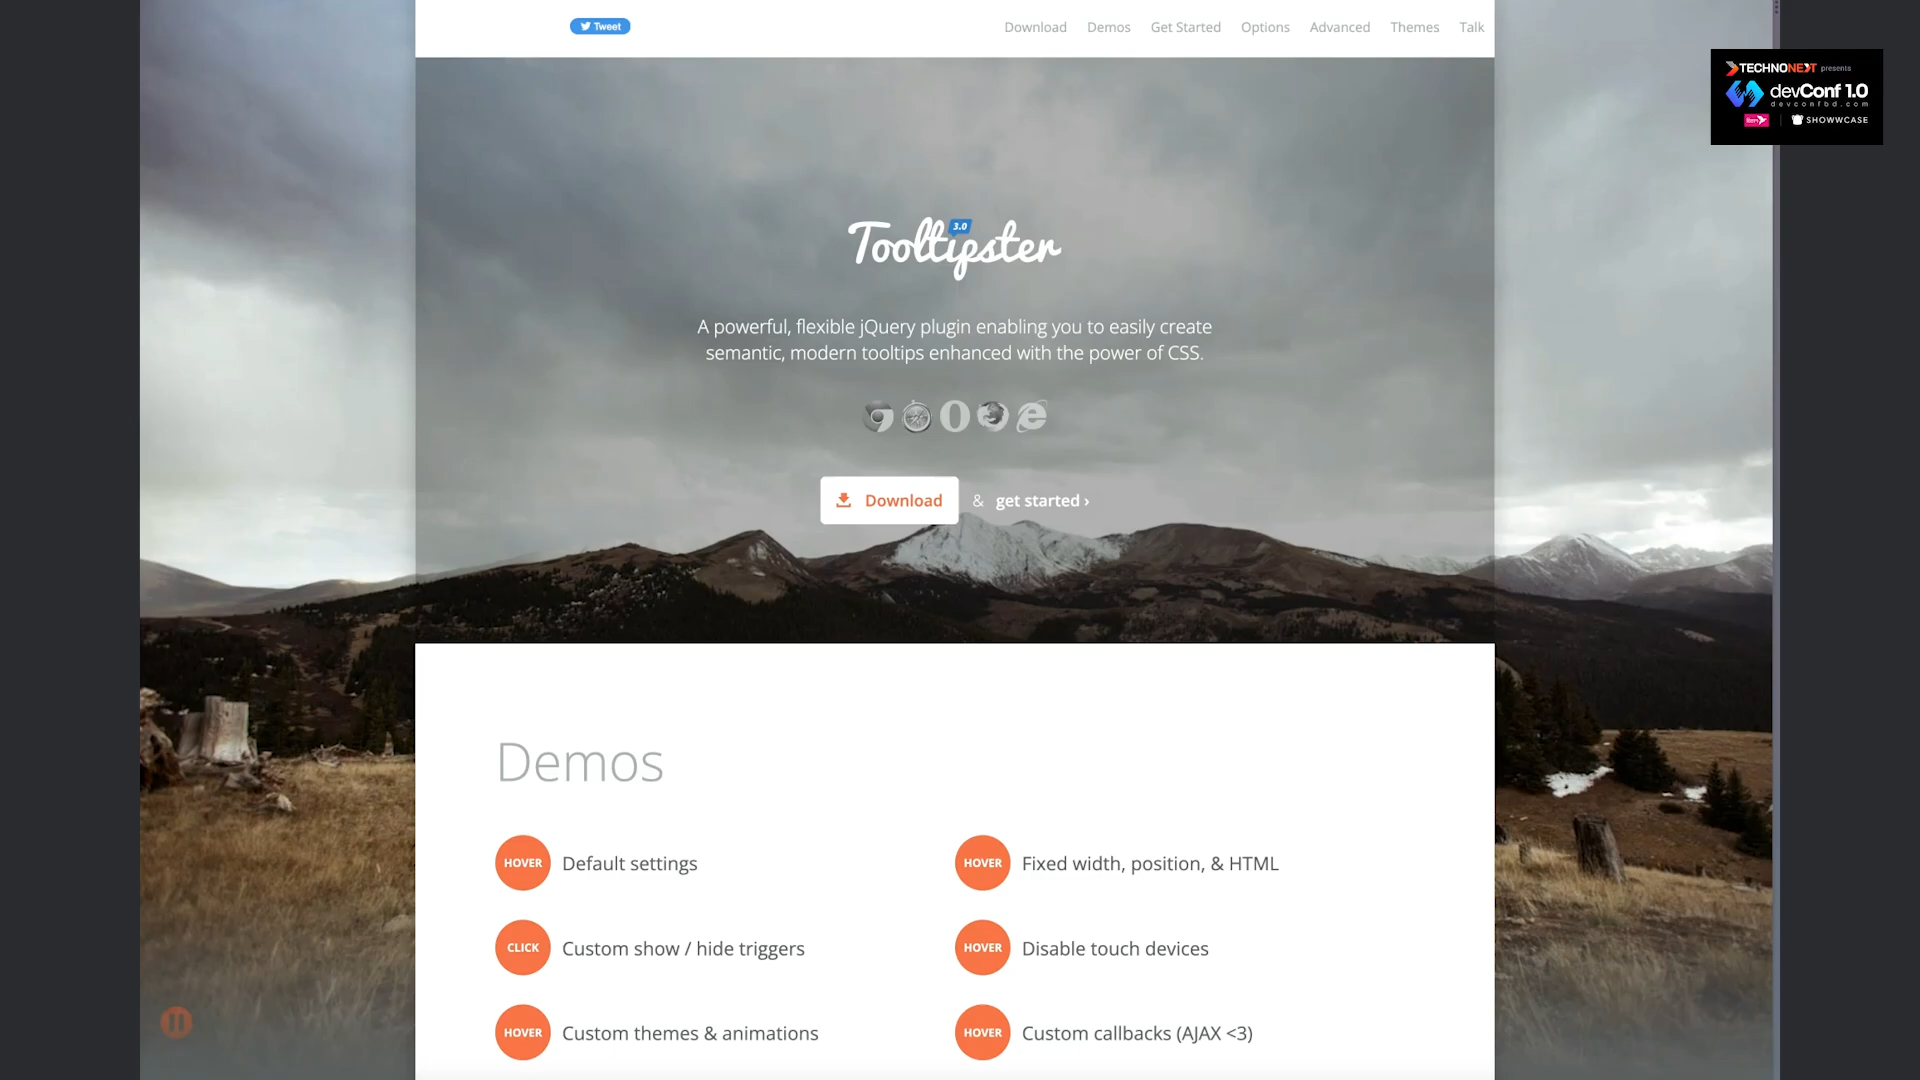 Tweet
Download Demos Get Started Options Advanced Themes Talk
TECHNONEXT presents
devConf 1.0
devconfbd.com
SHOWWCASE
Tooltipster
3.0
A powerful, flexible jQuery plugin enabling you to easily create
semantic, modern tooltips enhanced with the power of CSS.
Download & get started ›
Demos
HOVER Default settings
HOVER Fixed width, position, & HTML
CLICK Custom show / hide triggers
HOVER Disable touch devices
HOVER Custom themes & animations
HOVER Custom callbacks (AJAX <3)